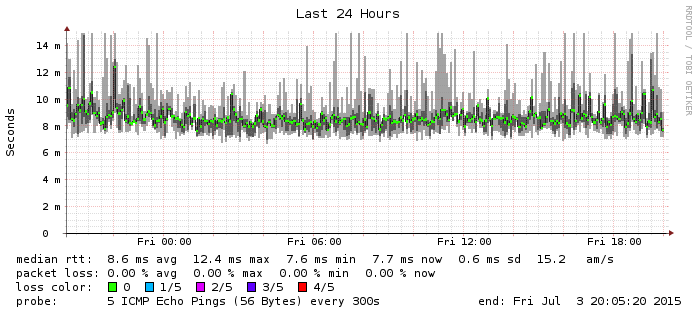 Last 24 Hours
RRDTOOL / TOBI OETIKER
Seconds
14 m
12 m
10 m
8 m
6 m
4 m
2 m
0
Fri 00:00 Fri 06:00 Fri 12:00 Fri 18:00
median rtt: 8.6 ms avg 12.4 ms max 7.6 ms min 7.7 ms now 0.6 ms sd 15.2 am/s
packet loss: 0.00 % avg 0.00 % max 0.00 % min 0.00 % now
loss color: 0 1/5 2/5 3/5 4/5
probe: 5 ICMP Echo Pings (56 Bytes) every 300s end: Fri Jul 3 20:05:20 2015